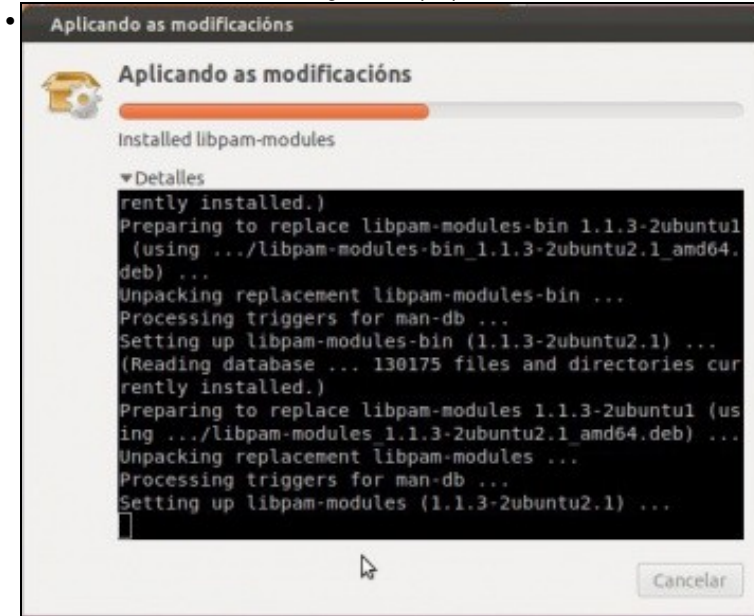 Aplicando as modificacións
Aplicando as modificacións
Installed libpam-modules
▼Detalles
rently installed.)
Preparing to replace libpam-modules-bin 1.1.3-2ubuntu1
(using .../libpam-modules-bin_1.1.3-2ubuntu2.1_amd64.
deb) ...
Unpacking replacement libpam-modules-bin ...
Processing triggers for man-db ...
Setting up libpam-modules-bin (1.1.3-2ubuntu2.1) ...
(Reading database ... 130175 files and directories cur
rently installed.)
Preparing to replace libpam-modules 1.1.3-2ubuntu1 (us
ing .../libpam-modules_1.1.3-2ubuntu2.1_amd64.deb) ...
Unpacking replacement libpam-modules ...
Processing triggers for man-db ...
Setting up libpam-modules (1.1.3-2ubuntu2.1) ...
Cancelar